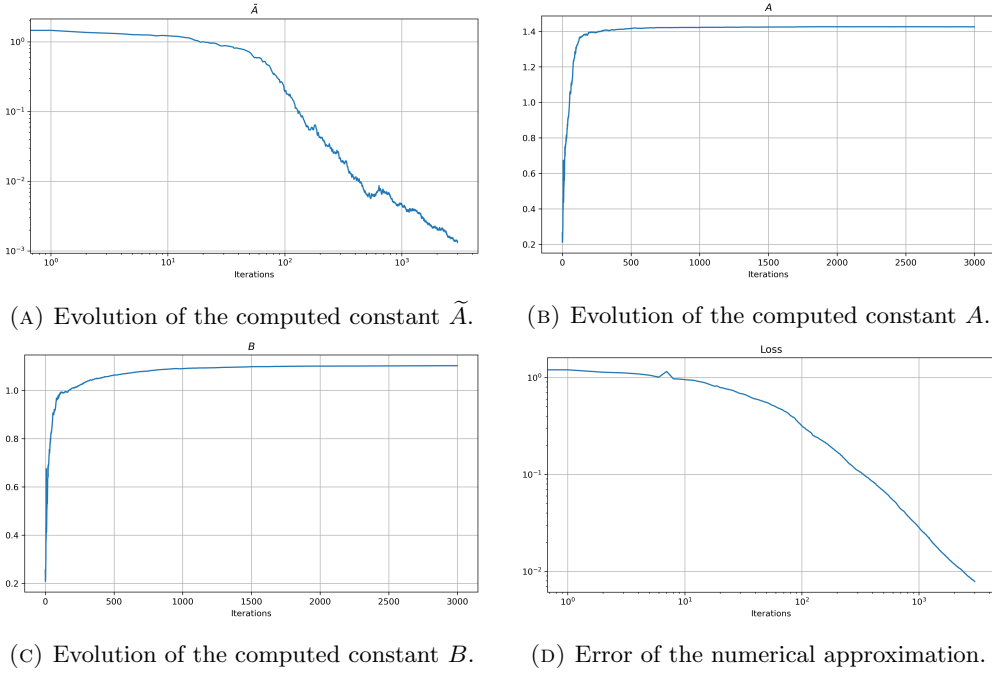 Ã
10⁰
10⁻¹
10⁻²
10⁻³
10⁰ 10¹ 10² 10³
Iterations
(A) Evolution of the computed constant Ã.
A
1.4
1.2
1.0
0.8
0.6
0.4
0.2
0 500 1000 1500 2000 2500 3000
Iterations
(B) Evolution of the computed constant A.
B
1.0
0.8
0.6
0.4
0.2
0 500 1000 1500 2000 2500 3000
Iterations
(C) Evolution of the computed constant B.
Loss
10⁰
10⁻¹
10⁻²
10⁰ 10¹ 10² 10³
Iterations
(D) Error of the numerical approximation.